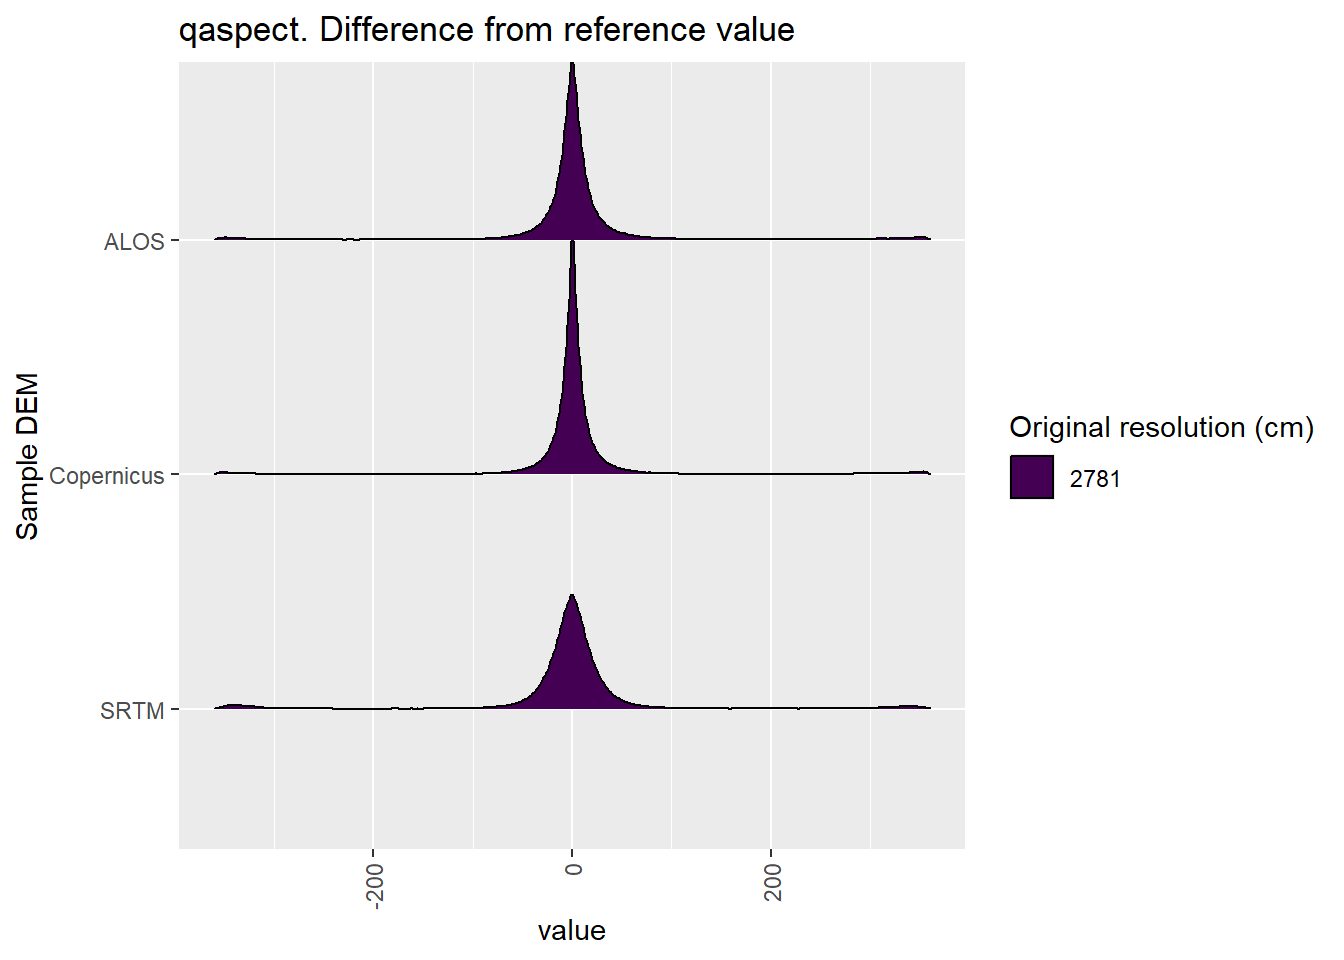 qaspect. Difference from reference value
Sample DEM
ALOS
Copernicus
SRTM
-200
0
200
value
Original resolution (cm)
2781